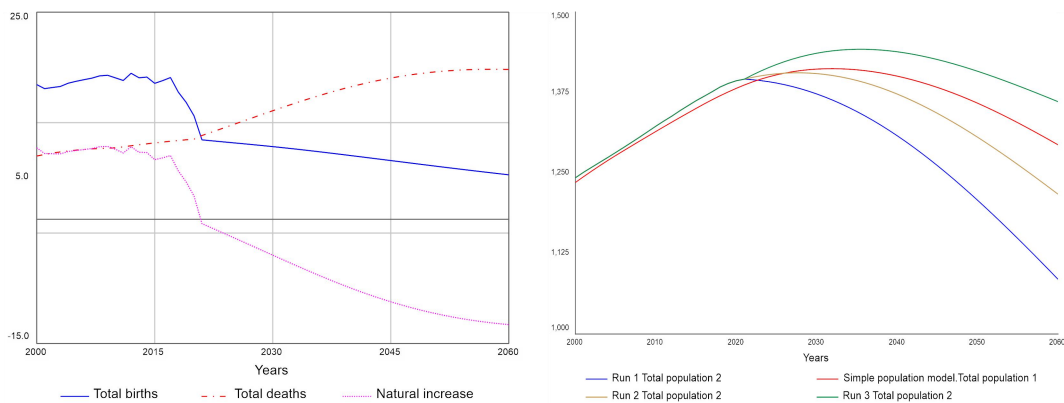 25.0
5.0
-15.0
2000 2015 2030 2045 2060
Years
Total births Total deaths Natural increase
1,500
1,375
1,250
1,125
1,000
2000 2010 2020 2030 2040 2050 2060
Years
Run 1 Total population 2 Simple population model.Total population 1
Run 2 Total population 2 Run 3 Total population 2